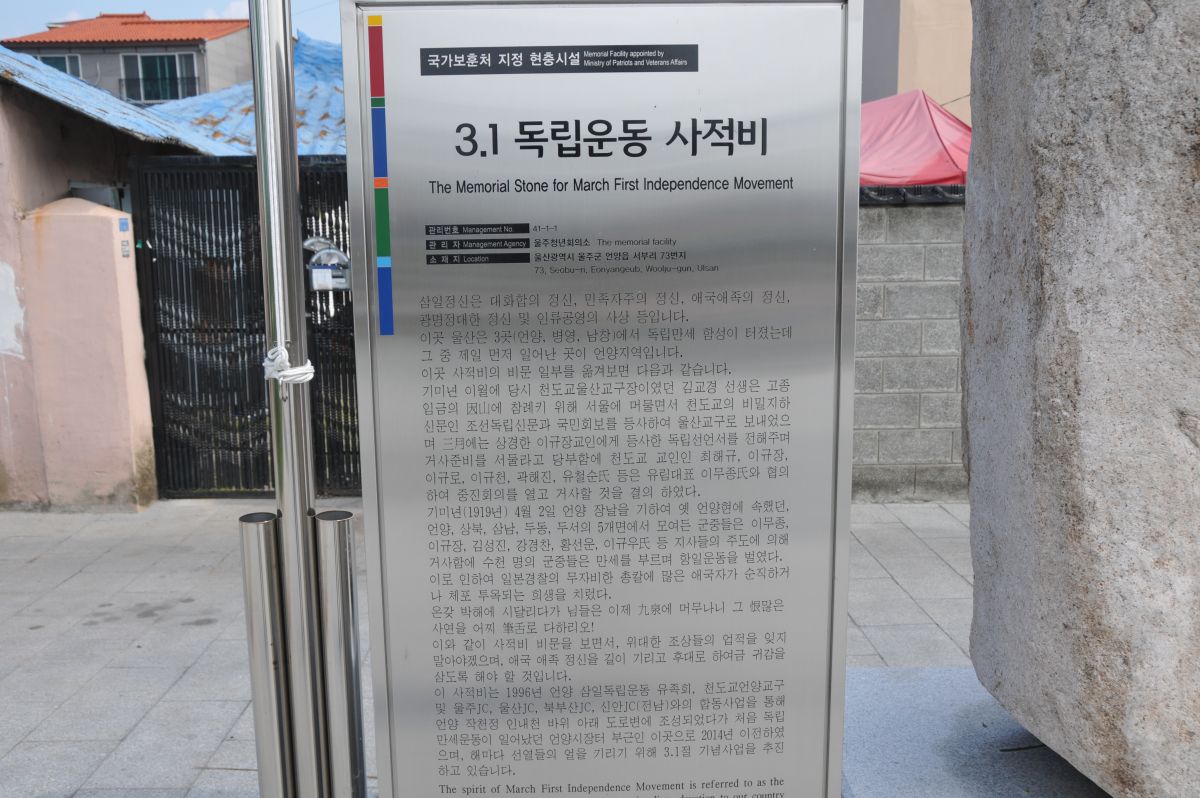 국가보훈처 지정 현충시설 Memorial Facility appointed by
Ministry of Patriots and Veterans Affairs
3.1 독립운동 사적비
The Memorial Stone for March First Independence Movement
관리번호 Management No. 41-1-1
관 리 자 Management Agency 울주청년회의소 The memorial facility
소 재 지 Location 울산광역시 울주군 언양읍 서부리 73번지
73, Seobu-ri, Eonyangeub, Woolju-gun, Ulsan
삼일정신은 대화합의 정신, 민족자주의 정신, 애국애족의 정신,
광명정대한 정신 및 인류공영의 사상 등입니다.
이곳 울산은 3곳(언양, 병영, 남창)에서 독립만세 함성이 터졌는데
그 중 제일 먼저 일어난 곳이 언양지역입니다.
이곳 사적비의 비문 일부를 옮겨보면 다음과 같습니다.
기미년 이월에 당시 천도교울산교구장이였던 김교경 선생은 고종
임금의 因山에 참례키 위해 서울에 머물면서 천도교의 비밀지하
신문인 조선독립신문과 국민회보를 등사하여 울산교구로 보내었으
며 三月에는 상경한 이규장교인에게 등사한 독립선언서를 전해주며
거사준비를 서둘라고 당부함에 천도교 교인인 최해규, 이규장,
이규로, 이규천, 곽해진, 유철순氏 등은 유림대표 이무종氏와 협의
하여 중진회의를 열고 거사할 것을 결의 하였다.
기미년(1919년) 4월 2일 언양 장날을 기하여 옛 언양현에 속했던,
언양, 상북, 삼남, 두동, 두서의 5개면에서 모여든 군중들은 이무종,
이규장, 김성진, 강경찬, 황선운, 이규우氏 등 지사들의 주도에 의해
거사함에 수천 명의 군중들은 만세를 부르며 항일운동을 벌였다.
이로 인하여 일본경찰의 무자비한 총칼에 많은 애국자가 순직하거
나 체포 투옥되는 희생을 치렀다.
온갖 박해에 시달리다가 님들은 이제 九泉에 머무나니 그 恨많은
사연을 어찌 筆舌로 다하리오!
이와 같이 사적비 비문을 보면서, 위대한 조상들의 업적을 잊지
말아야겠으며, 애국 애족 정신을 길이 기리고 후대로 하여금 귀감을
삼도록 해야 할 것입니다.
이 사적비는 1996년 언양 삼일독립운동 유족회, 천도교언양교구
및 울주JC, 울산JC, 북부산JC, 신안JC(전남)와의 합동사업을 통해
언양 작천정 인내천 바위 아래 도로변에 조성되었다가 처음 독립
만세운동이 일어났던 언양시장터 부근인 이곳으로 2014년 이전하였
으며, 해마다 선열들의 얼을 기리기 위해 3.1절 기념사업을 추진
하고 있습니다.
The spirit of March First Independence Movement is referred to as the
devotion to our country